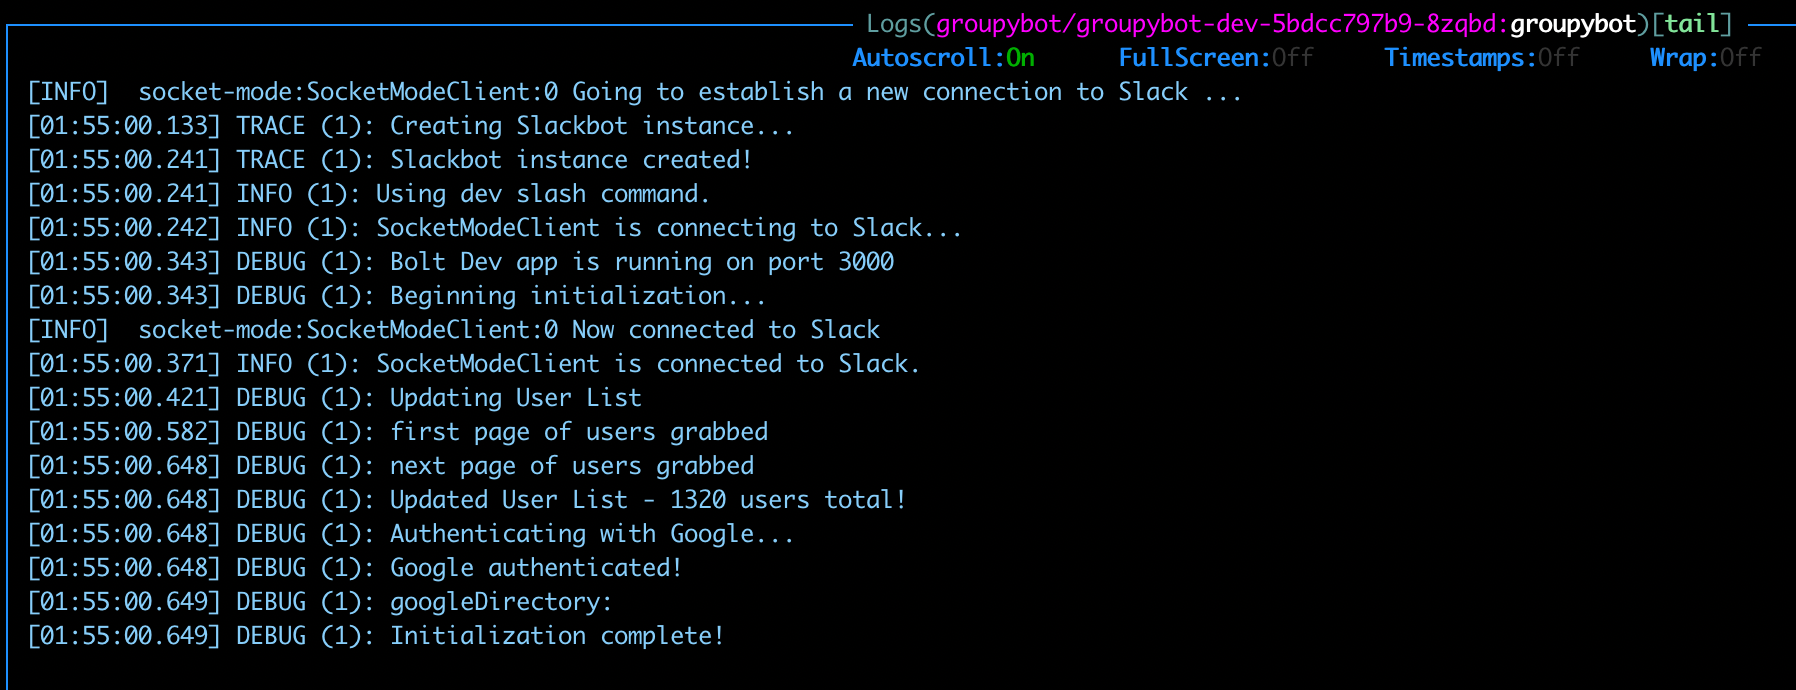 Logs(groupybot/groupybot-dev-5bdcc797b9-8zqbd:groupybot)[tail]
Autoscroll:On FullScreen:Off Timestamps:Off Wrap:Off
[INFO]  socket-mode:SocketModeClient:0 Going to establish a new connection to Slack ...
[01:55:00.133] TRACE (1): Creating Slackbot instance...
[01:55:00.241] TRACE (1): Slackbot instance created!
[01:55:00.241] INFO (1): Using dev slash command.
[01:55:00.242] INFO (1): SocketModeClient is connecting to Slack...
[01:55:00.343] DEBUG (1): Bolt Dev app is running on port 3000
[01:55:00.343] DEBUG (1): Beginning initialization...
[INFO]  socket-mode:SocketModeClient:0 Now connected to Slack
[01:55:00.371] INFO (1): SocketModeClient is connected to Slack.
[01:55:00.421] DEBUG (1): Updating User List
[01:55:00.582] DEBUG (1): first page of users grabbed
[01:55:00.648] DEBUG (1): next page of users grabbed
[01:55:00.648] DEBUG (1): Updated User List - 1320 users total!
[01:55:00.648] DEBUG (1): Authenticating with Google...
[01:55:00.648] DEBUG (1): Google authenticated!
[01:55:00.649] DEBUG (1): googleDirectory:
[01:55:00.649] DEBUG (1): Initialization complete!